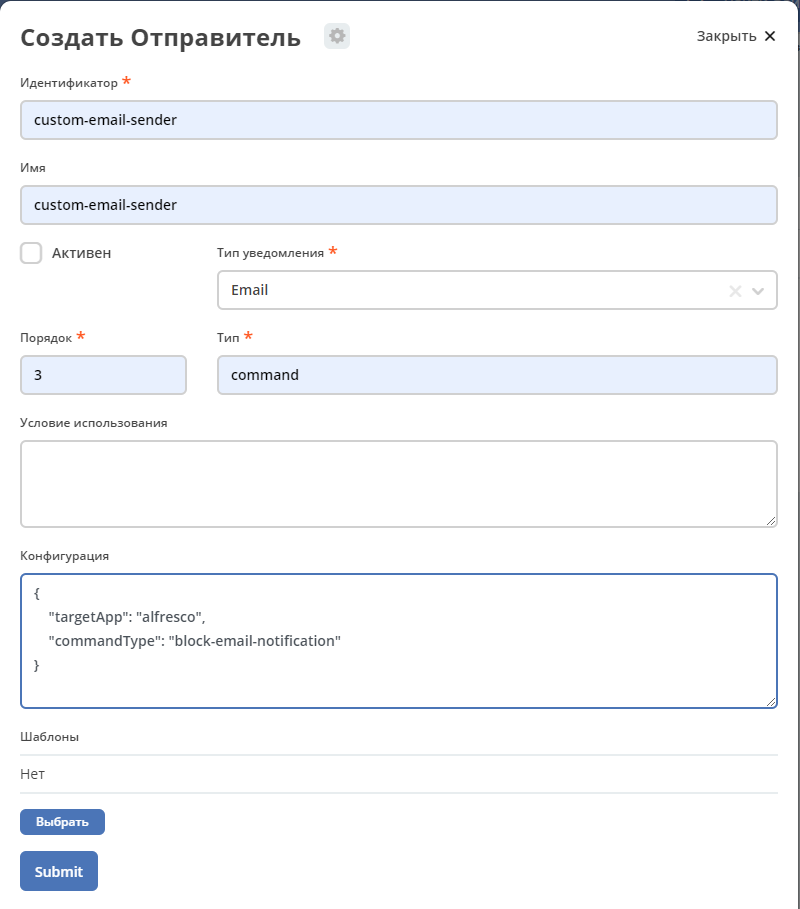 Создать Отправитель
Закрыть ✕
Идентификатор *
custom-email-sender
Имя
custom-email-sender
Активен
Тип уведомления *
Email
Порядок *
Тип *
3
command
Условие использования
Конфигурация
{
"targetApp": "alfresco",
"commandType": "block-email-notification"
}
Шаблоны
Нет
Выбрать
Submit